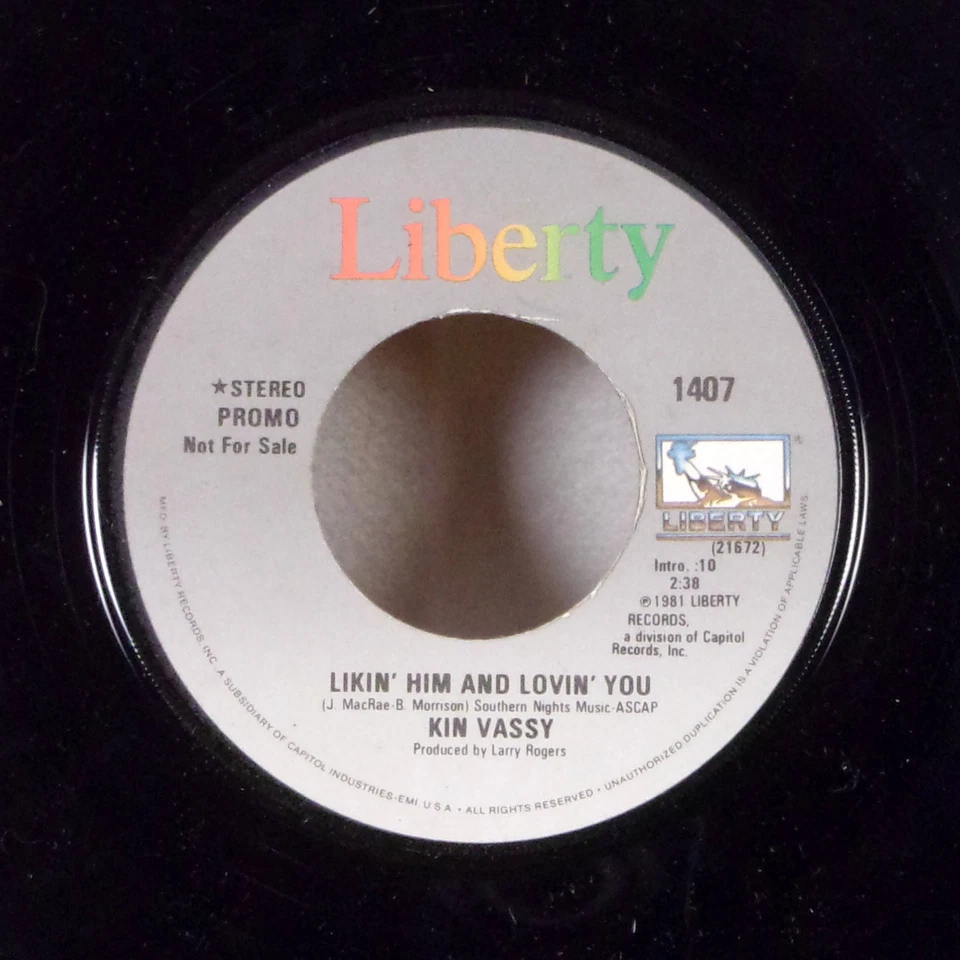 Liberty
★STEREO
PROMO
Not For Sale
1407
LIBERTY
(21672)
Intro. :10
2:38
℗1981 LIBERTY
RECORDS,
a division of Capitol
Records, Inc.
LIKIN' HIM AND LOVIN' YOU
(J. MacRae-B. Morrison) Southern Nights Music-ASCAP
KIN VASSY
Produced by Larry Rogers
MFD. BY LIBERTY RECORDS, INC. A SUBSIDIARY OF CAPITOL INDUSTRIES-EMI, U.S.A. • ALL RIGHTS RESERVED • UNAUTHORIZED DUPLICATION IS A VIOLATION OF APPLICABLE LAWS.